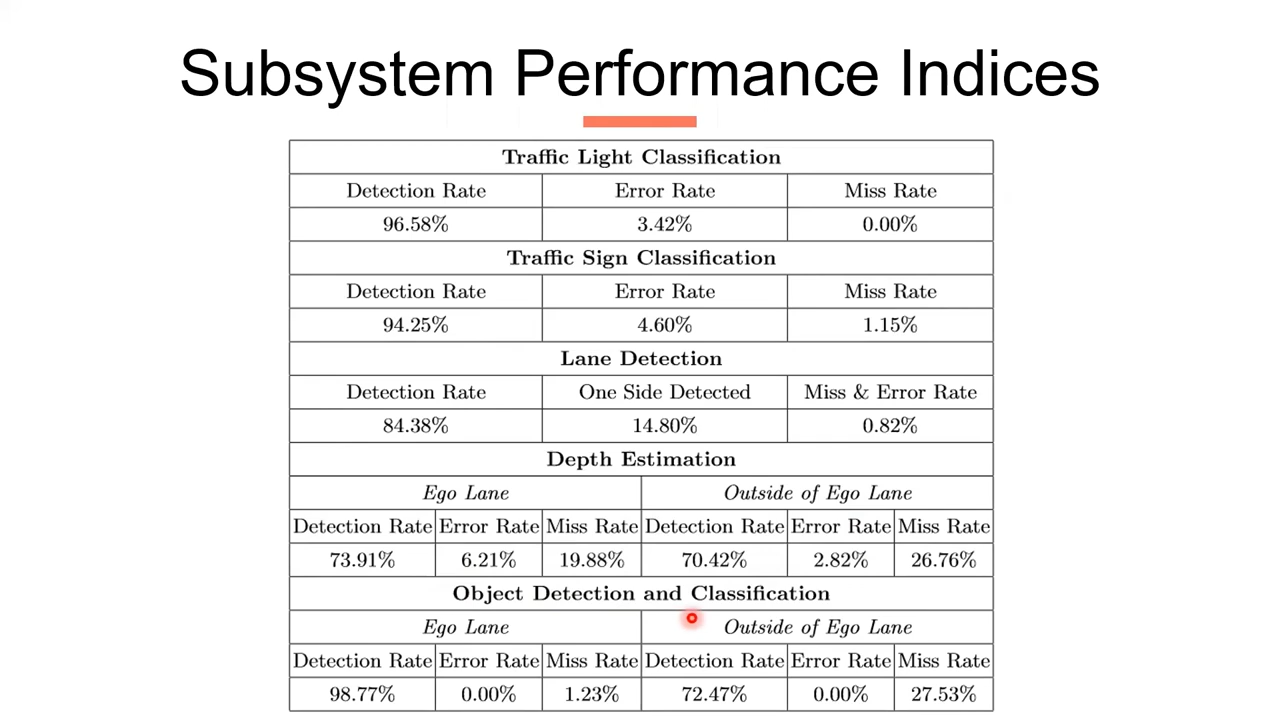 Subsystem Performance Indices
Traffic Light Classification
Detection Rate Error Rate Miss Rate
96.58% 3.42% 0.00%
Traffic Sign Classification
Detection Rate Error Rate Miss Rate
94.25% 4.60% 1.15%
Lane Detection
Detection Rate One Side Detected Miss & Error Rate
84.38% 14.80% 0.82%
Depth Estimation
Ego Lane Outside of Ego Lane
Detection Rate Error Rate Miss Rate Detection Rate Error Rate Miss Rate
73.91% 6.21% 19.88% 70.42% 2.82% 26.76%
Object Detection and Classification
Ego Lane Outside of Ego Lane
Detection Rate Error Rate Miss Rate Detection Rate Error Rate Miss Rate
98.77% 0.00% 1.23% 72.47% 0.00% 27.53%